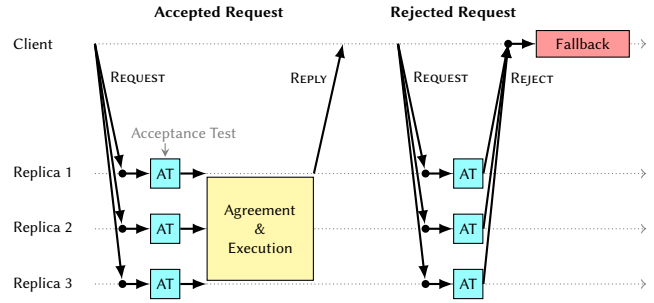 Accepted Request
Rejected Request
Client
Fallback
Request
Reply
Request
Reject
Acceptance Test
Replica 1
AT
AT
Agreement
&
Execution
Replica 2
AT
AT
Replica 3
AT
AT